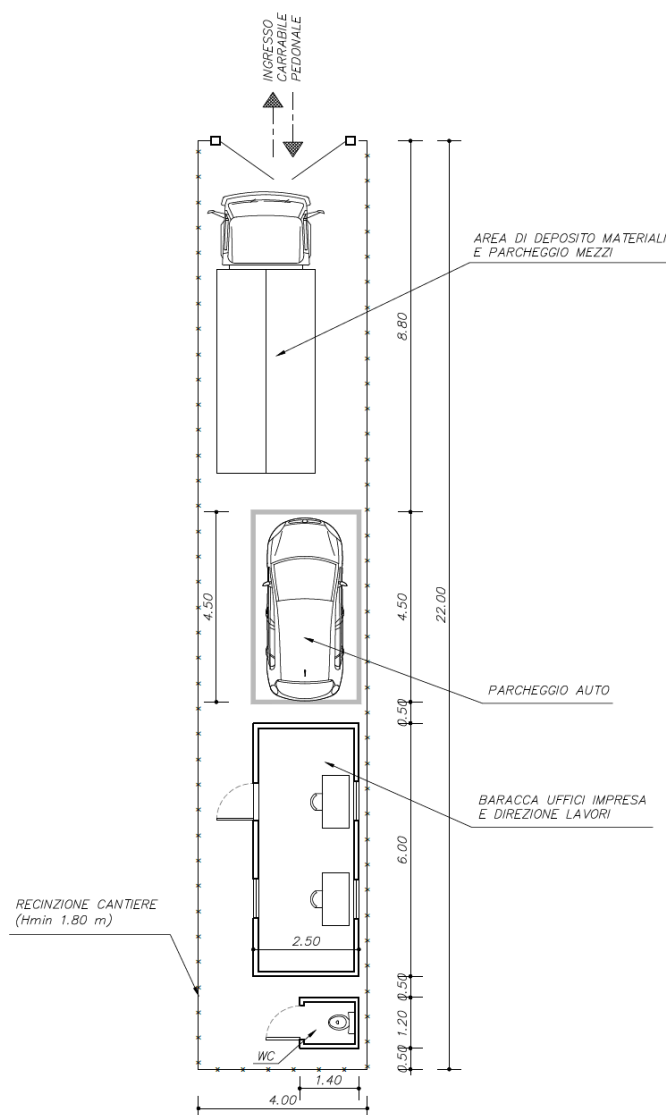 INGRESSO
CARRABILE
PEDONALE
AREA DI DEPOSITO MATERIALI
E PARCHEGGIO MEZZI
8.80
4.50
4.50
22.00
PARCHEGGIO AUTO
0.50
BARACCA UFFICI IMPRESA
E DIREZIONE LAVORI
6.00
RECINZIONE CANTIERE
(Hmin 1.80 m)
2.50
0.50
1.20
WC
0.50
1.40
4.00